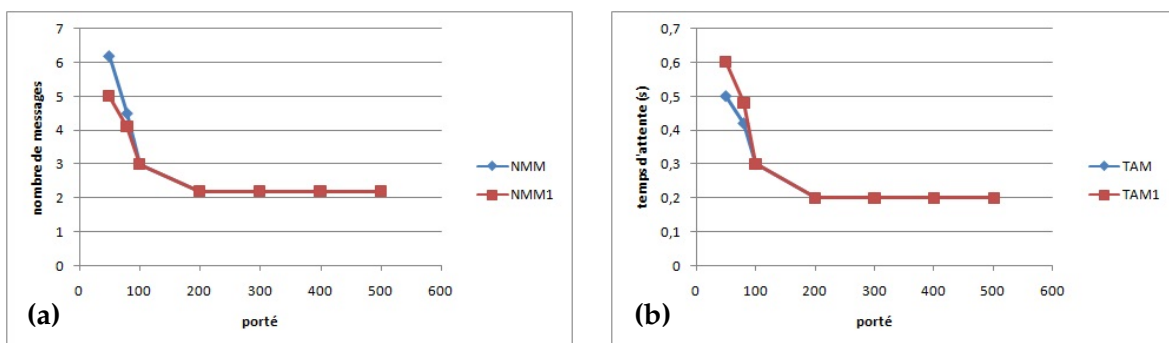 nombre de messages
7
6
5
4
3
2
1
0
0 100 200 300 400 500 600
porté
NMM
NMM1
(a)
temps d'attente (s)
0,7
0,6
0,5
0,4
0,3
0,2
0,1
0
0 100 200 300 400 500 600
porté
TAM
TAM1
(b)